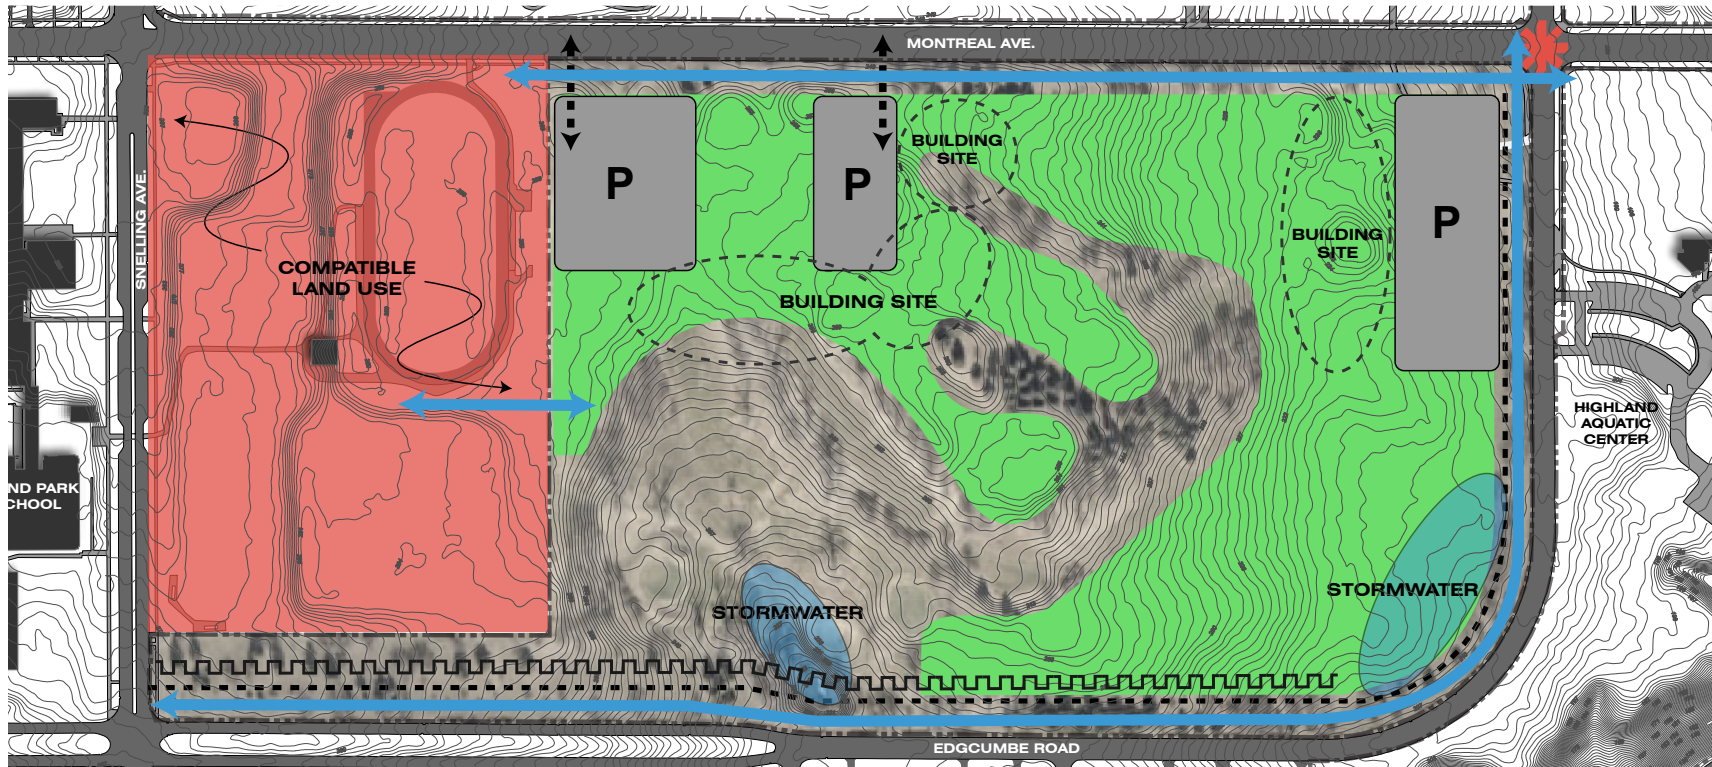 MONTREAL AVE.
BUILDING
SITE
P
P
P
SNELLING AVE.
COMPATIBLE
LAND USE
BUILDING
SITE
BUILDING SITE
HIGHLAND
AQUATIC
CENTER
ND PARK
CHOOL
STORMWATER
STORMWATER
EDGCUMBE ROAD